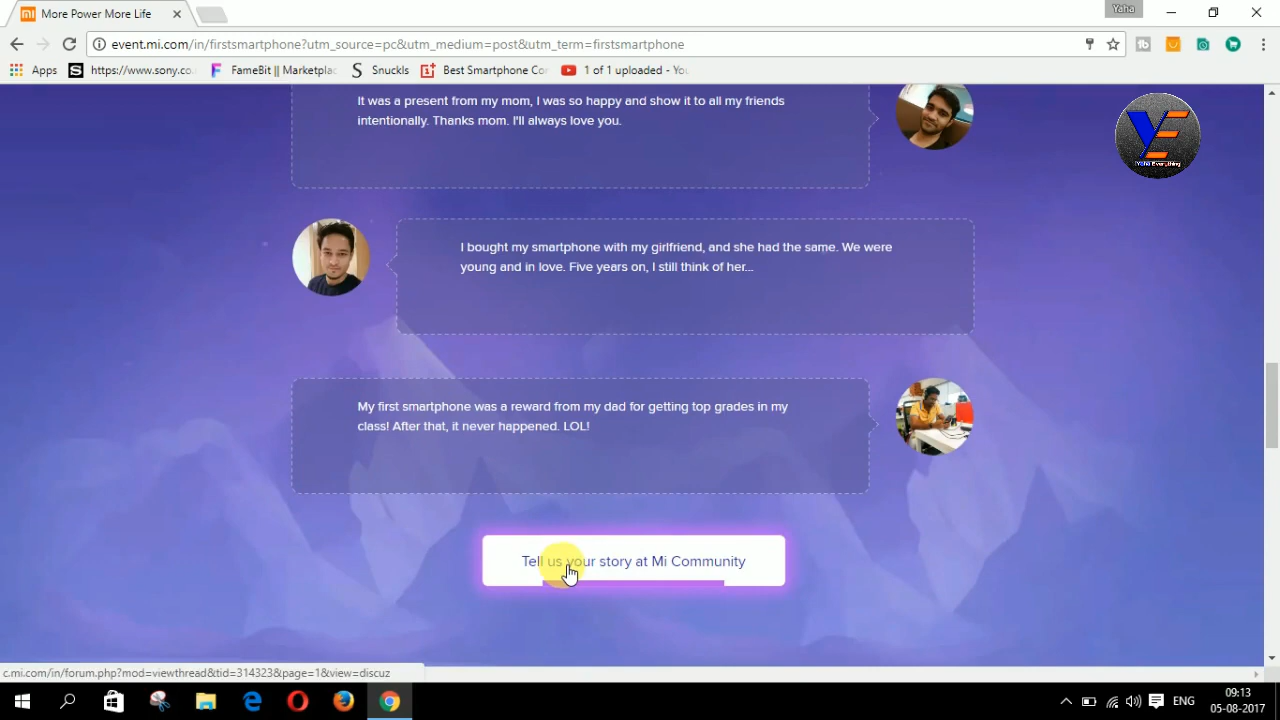 More Power More Life
Yaha
event.mi.com/in/firstsmartphone?utm_source=pc&utm_medium=post&utm_term=firstsmartphone
Apps https://www.sony.co FameBit || Marketpla Snuckls Best Smartphone Co 1 of 1 uploaded - Yo
It was a present from my mom, I was so happy and show it to all my friends
intentionally. Thanks mom. I'll always love you.
YE
Yaha Everything
I bought my smartphone with my girlfriend, and she had the same. We were
young and in love. Five years on, I still think of her...
My first smartphone was a reward from my dad for getting top grades in my
class! After that, it never happened. LOL!
Tell us your story at Mi Community
c.mi.com/in/forum.php?mod=viewthread&tid=314323&page=1&view=discuz
ENG
09:13
05-08-2017